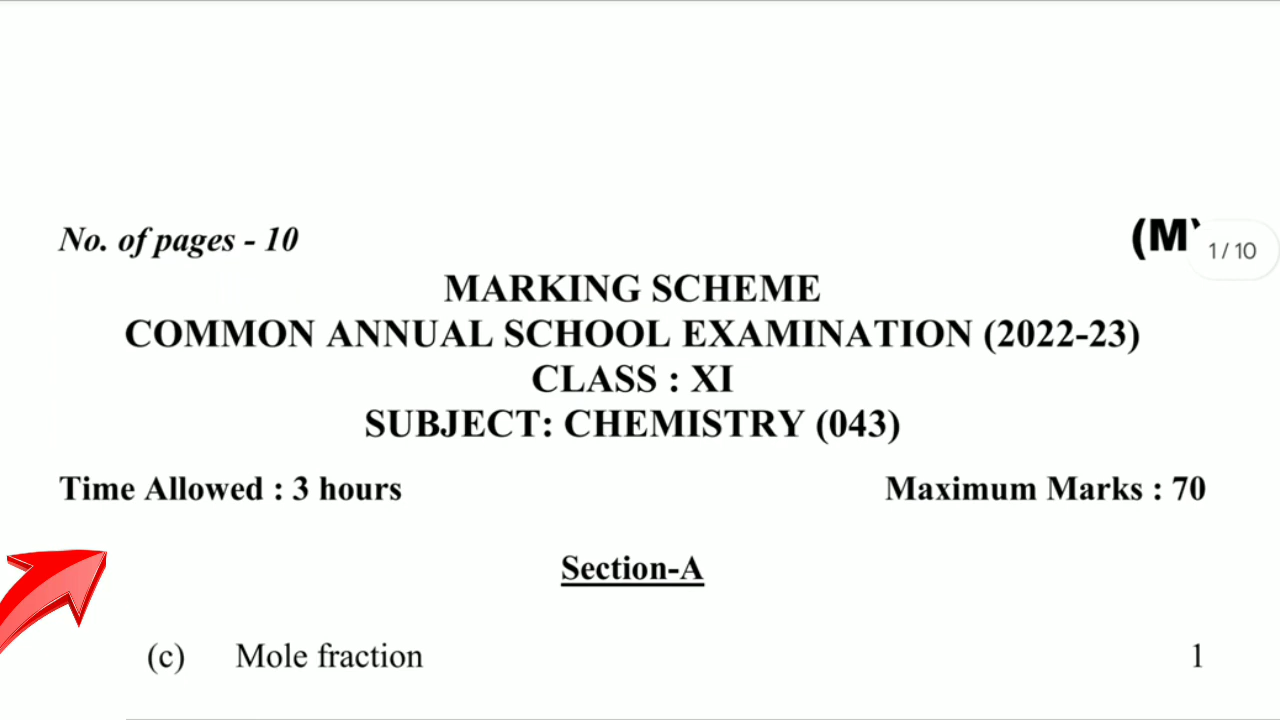 No. of pages - 10
(M
1 / 10
MARKING SCHEME
COMMON ANNUAL SCHOOL EXAMINATION (2022-23)
CLASS : XI
SUBJECT: CHEMISTRY (043)
Time Allowed : 3 hours Maximum Marks : 70
Section-A
(c) Mole fraction 1